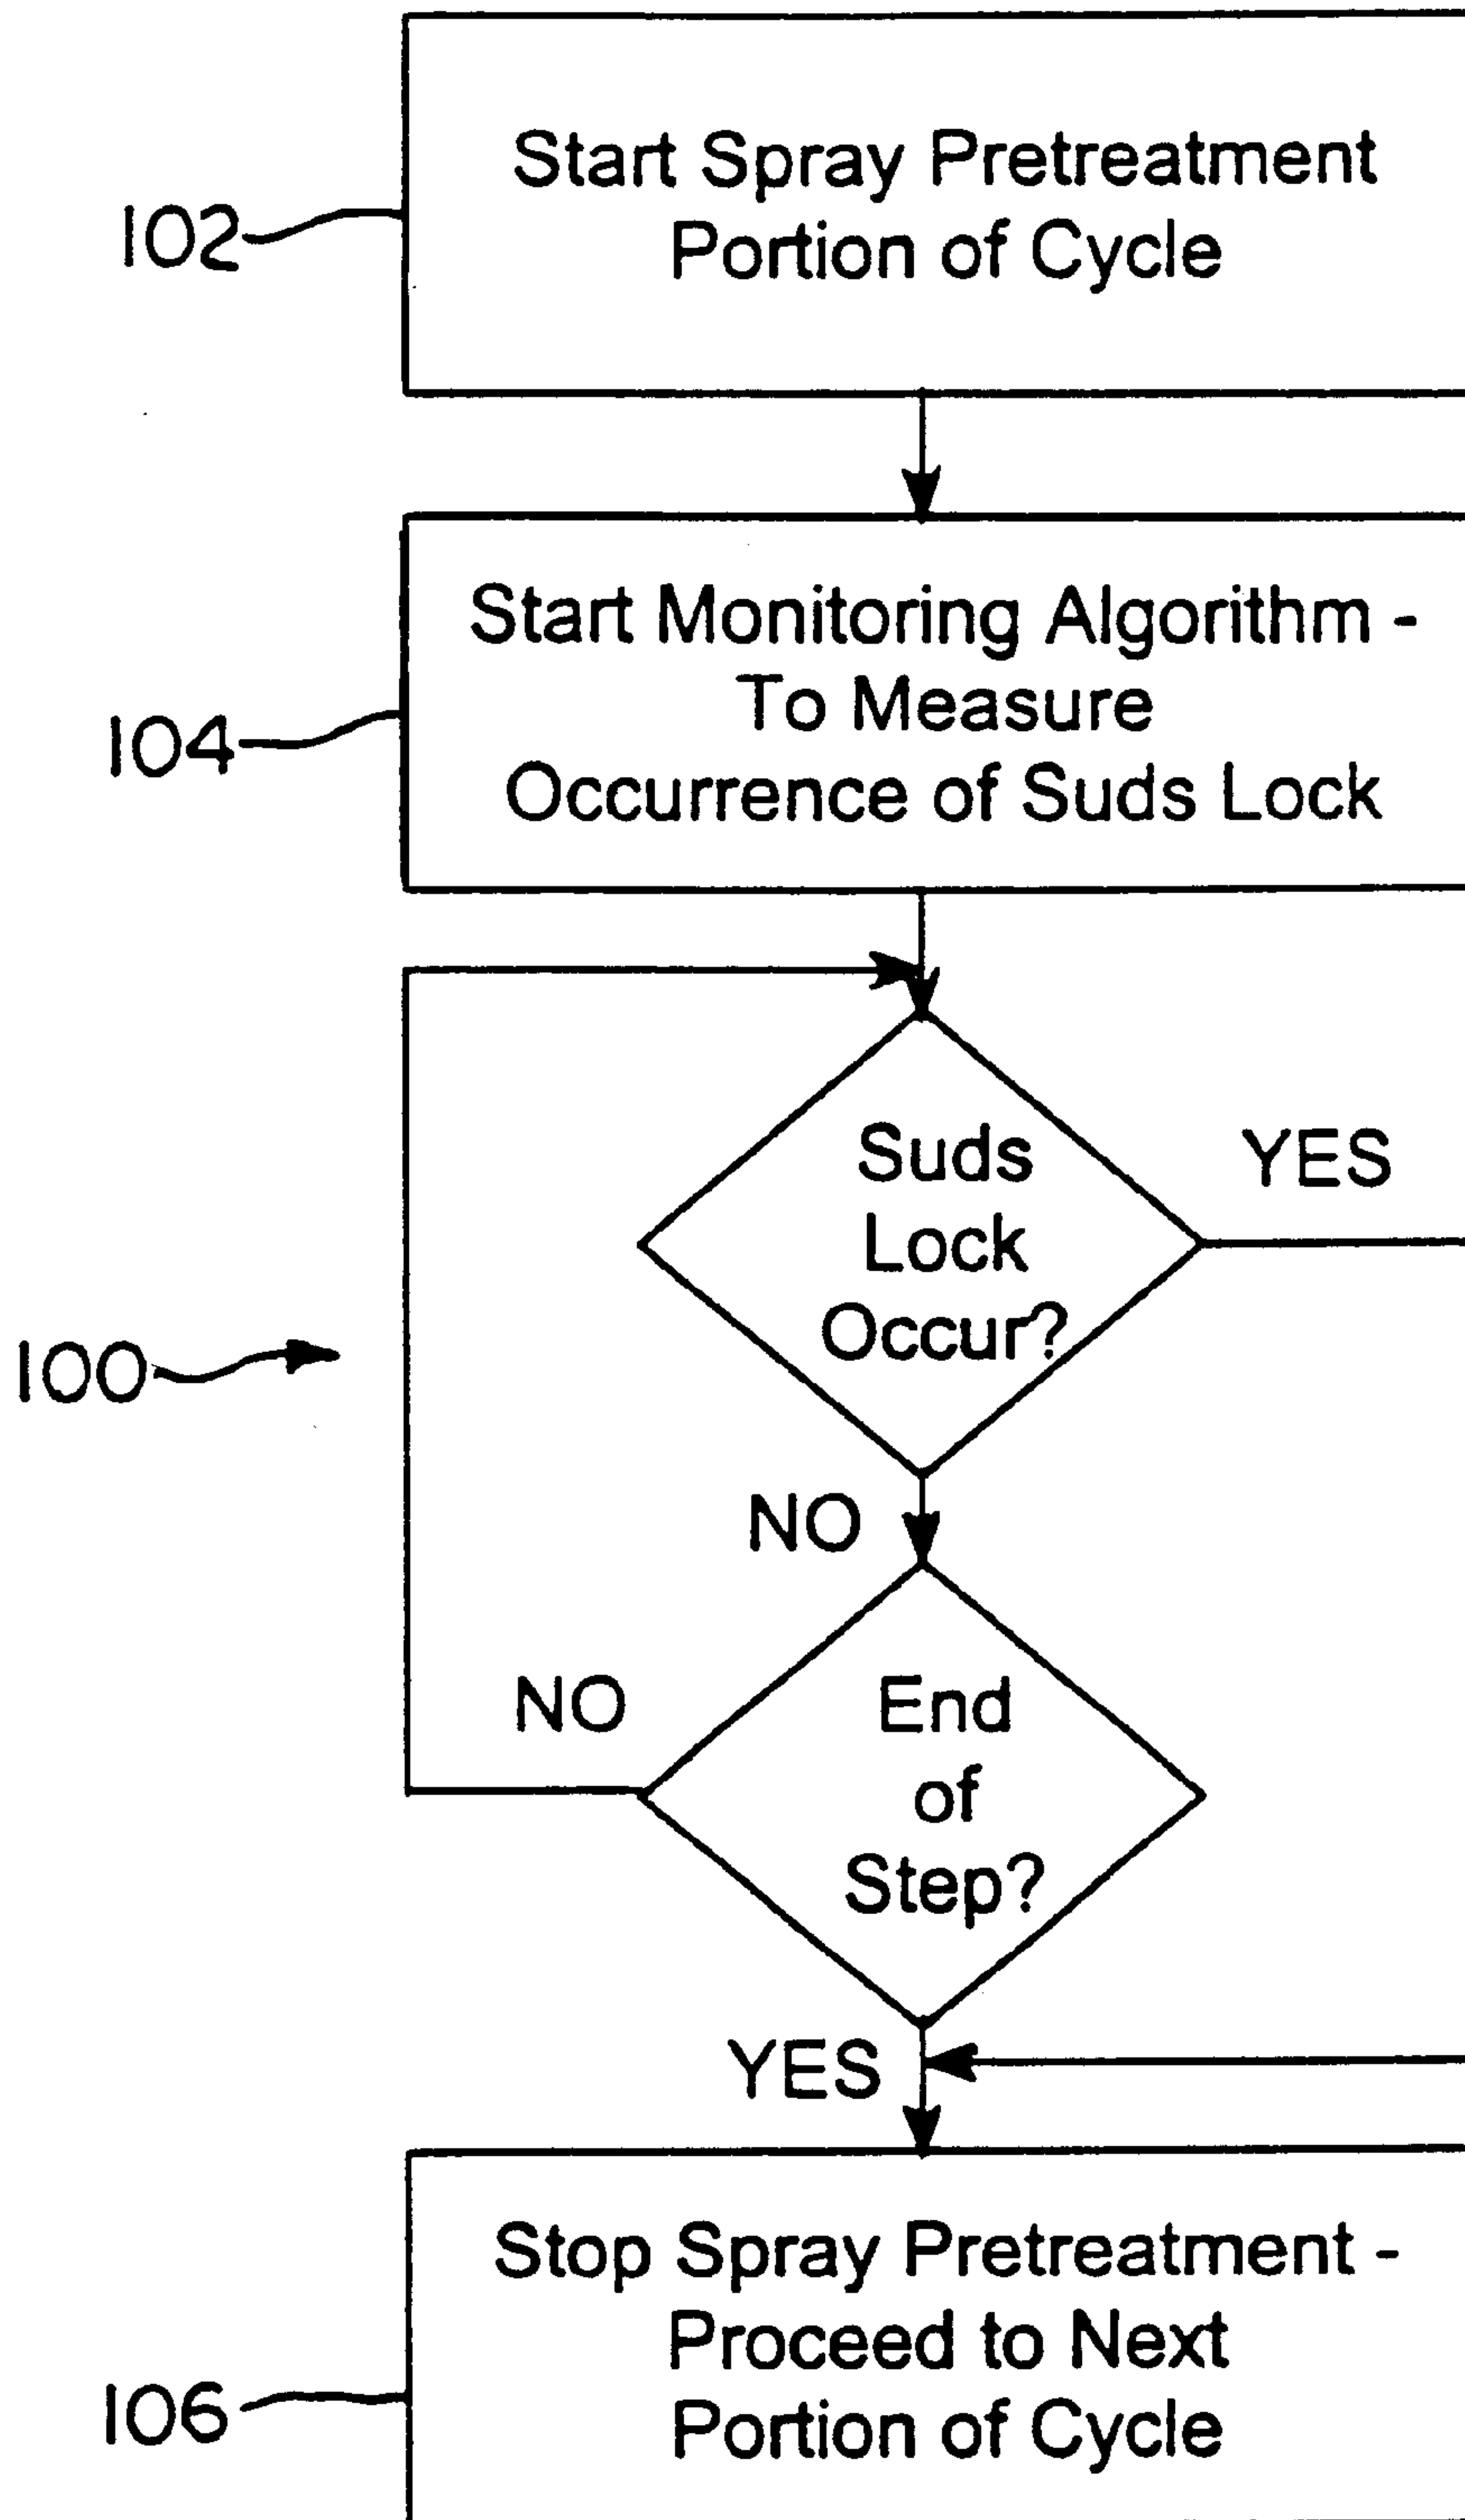 Start Spray Pretreatment
Portion of Cycle
102
Start Monitoring Algorithm -
To Measure
Occurrence of Suds Lock
104
Suds
Lock
Occur?
YES
100
NO
End
of
Step?
NO
YES
Stop Spray Pretreatment -
Proceed to Next
Portion of Cycle
106